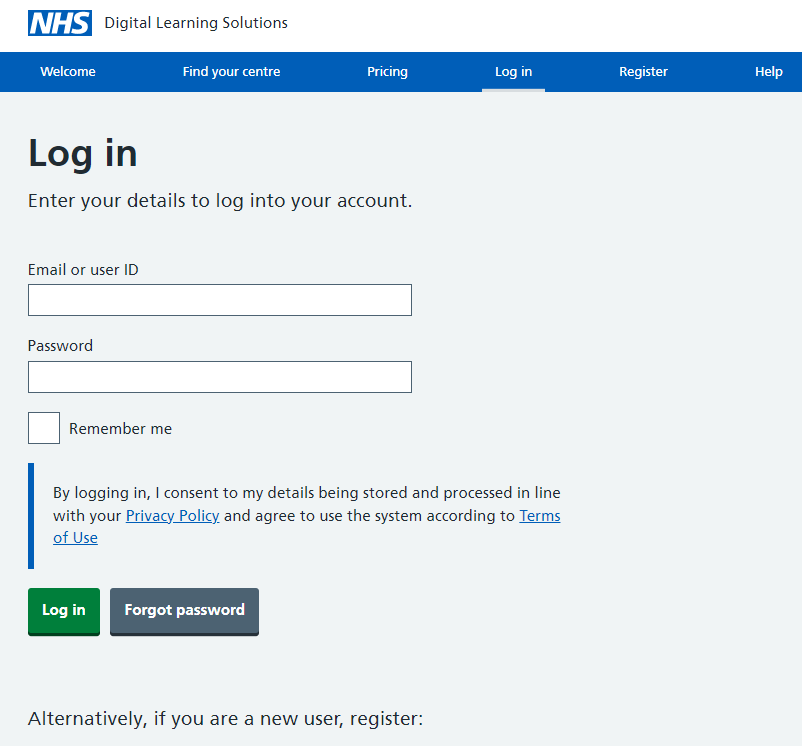 NHS Digital Learning Solutions
Welcome Find your centre Pricing Log in Register Help
Log in
Enter your details to log into your account.
Email or user ID
Password
Remember me
By logging in, I consent to my details being stored and processed in line
with your Privacy Policy and agree to use the system according to Terms
of Use
Log in Forgot password
Alternatively, if you are a new user, register: